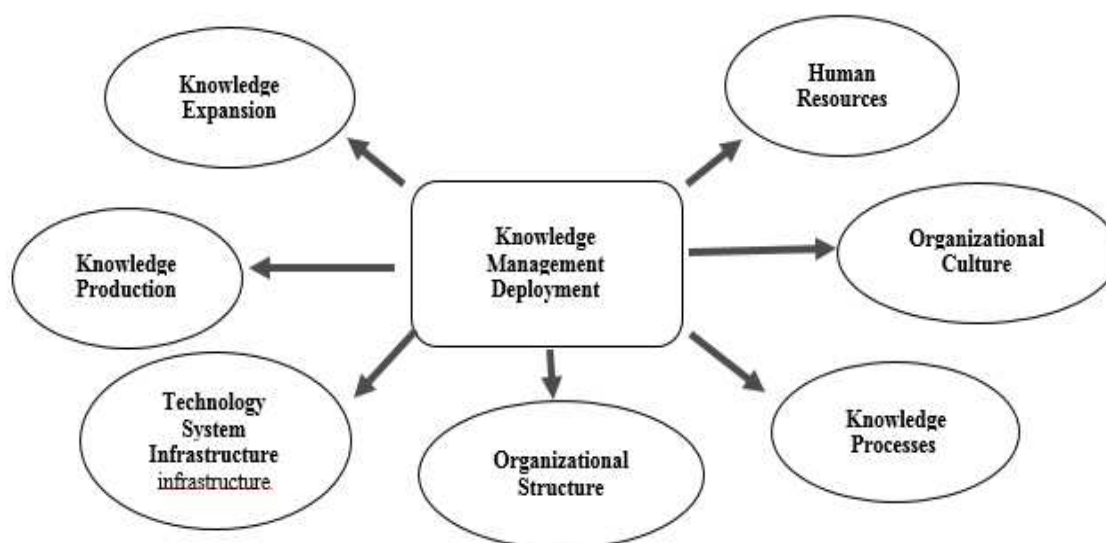 Knowledge
Expansion
Human
Resources
Knowledge
Management
Deployment
Organizational
Culture
Knowledge
Production
Technology
System
Infrastructure
infrastructure.
Organizational
Structure
Knowledge
Processes